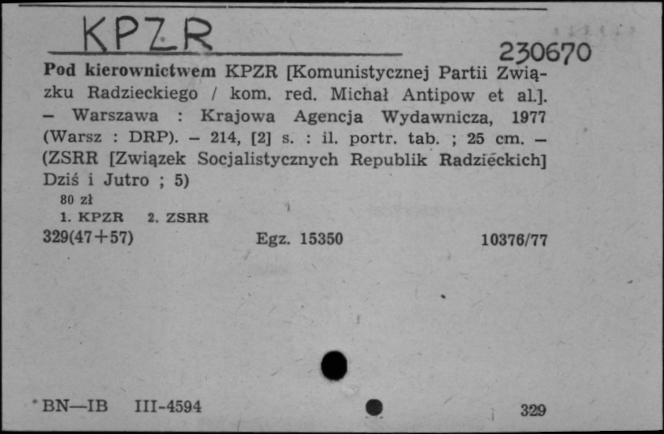 KPZR
230670
Pod kierownictwem KPZR [Komunistycznej Partii Zwią-
zku Radzieckiego / kom. red. Michał Antipow et al.].
— Warszawa : Krajowa Agencja Wydawnicza, 1977
(Warsz : DRP). — 214, [2] s. : il. portr. tab. ; 25 cm. —
(ZSRR [Związek Socjalistycznych Republik Radzieckich]
Dziś i Jutro ; 5)
80 zł
1. KPZR 2. ZSRR
329(47+57) Egz. 15350 10376/77
BN—IB III-4594 329